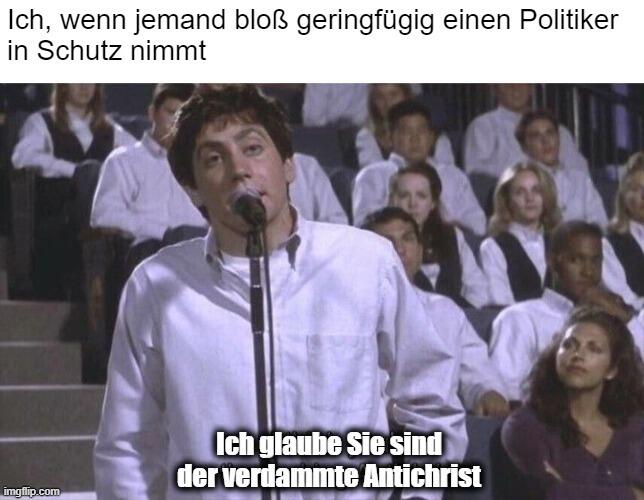 Ich, wenn jemand bloß geringfügig einen Politiker
in Schutz nimmt
Ich glaube Sie sind
der verdammte Antichrist
imgflip.com